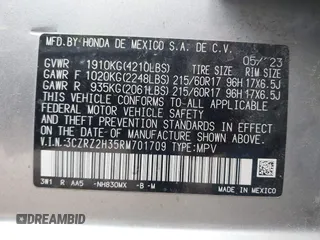 MFD.BY HONDA DE MEXICO S.A. DE C.V.
05/23
GVWR 1910KG(4210LBS) TIRE SIZE RIM SIZE
GAWR F 1020KG(2248LBS) 215/60R17 96H 17X6.5J
GAWR R 935KG(2061LBS) 215/60R17 96H 17X6.5J
THIS VEHICLE CONFORMS TO ALL APPLICABLE
FEDERAL MOTOR VEHICLE SAFETY AND THEFT
PREVENTION STANDARDS IN EFFECT ON THE DATE
OF MANUFACTURE SHOWN ABOVE.
V.I.N:3CZRZ2H35RM701709 TYPE:MPV
3W1 R AA5 -NH830MX -B -M
MADE IN MEXICO
RideSafely